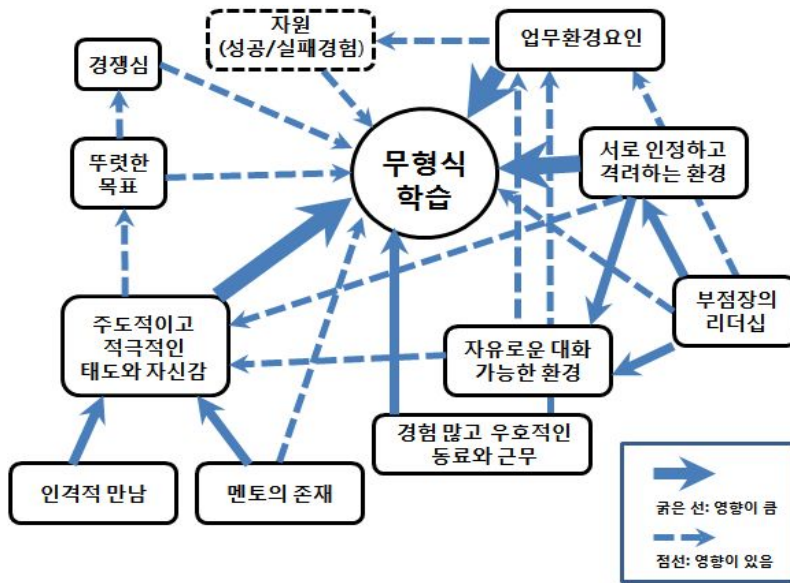 자원
(성공/실패경험)
업무환경요인
경쟁심
뚜렷한
목표
무형식
학습
서로 인정하고
격려하는 환경
부점장의
리더십
주도적이고
적극적인
태도와 자신감
자유로운 대화
가능한 환경
경험 많고 우호적인
동료와 근무
인격적 만남
멘토의 존재
굵은 선: 영향이 큼
점선: 영향이 있음